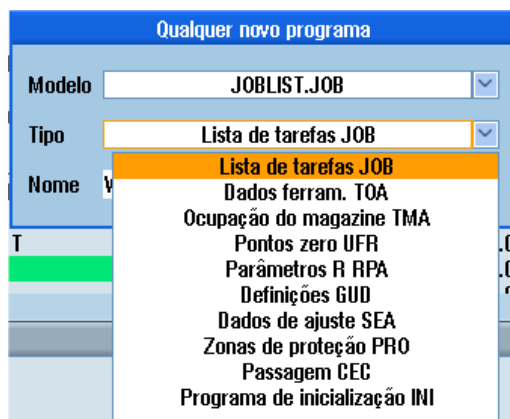 Qualquer novo programa
Modelo JOBLIST.JOB
Tipo Lista de tarefas JOB
Lista de tarefas JOB
Nome
Dados ferram. TOA
Ocupação do magazine TMA
T Pontos zero UFR
Parâmetros R RPA
Definições GUD
Dados de ajuste SEA
Zonas de proteção PRO
Passagem CEC
Programa de inicialização INI